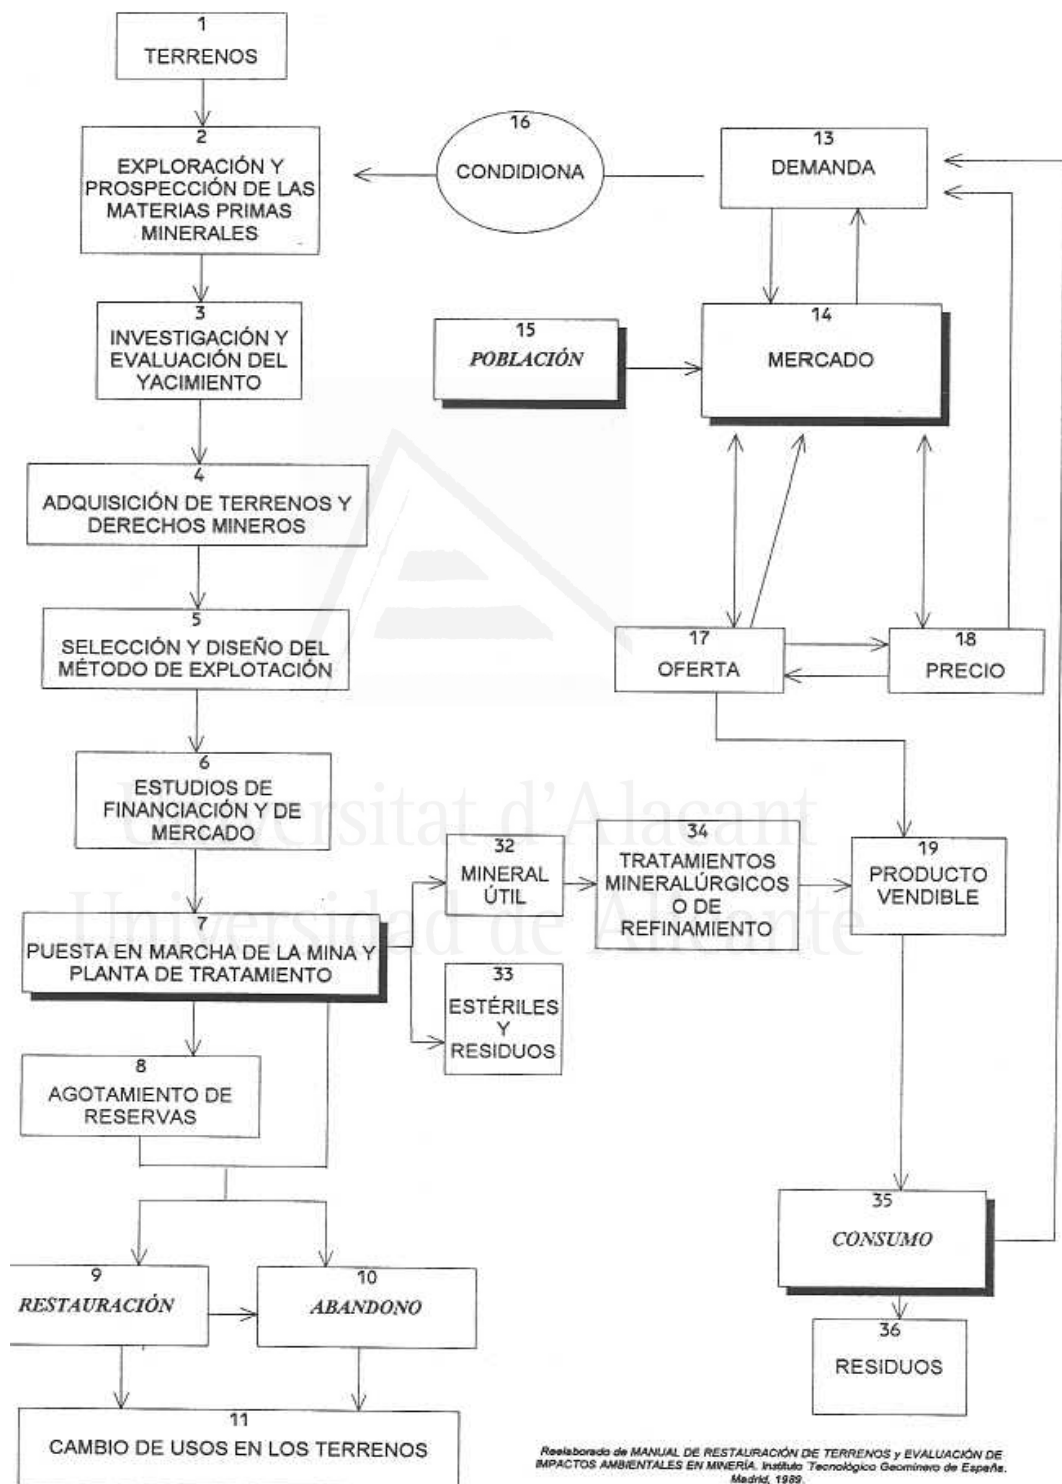 1
TERRENOS
2
EXPLORACIÓN Y
PROSPECCIÓN DE LAS
MATERIAS PRIMAS
MINERALES
16
CONDIDIONA
13
DEMANDA
3
INVESTIGACIÓN Y
EVALUACIÓN DEL
YACIMIENTO
15
POBLACIÓN
14
MERCADO
4
ADQUISICIÓN DE TERRENOS Y
DERECHOS MINEROS
5
SELECCIÓN Y DISEÑO DEL
MÉTODO DE EXPLOTACIÓN
17
OFERTA
18
PRECIO
6
ESTUDIOS DE
FINANCIACIÓN Y DE
MERCADO
Universitat d'Alacant
Universidad de Alicante
7
PUESTA EN MARCHA DE LA MINA Y
PLANTA DE TRATAMIENTO
32
MINERAL
ÚTIL
34
TRATAMIENTOS
MINERALÚRGICOS
O DE
REFINAMIENTO
19
PRODUCTO
VENDIBLE
33
ESTÉRILES
Y
RESIDUOS
8
AGOTAMIENTO DE
RESERVAS
9
RESTAURACIÓN
10
ABANDONO
35
CONSUMO
36
RESIDUOS
11
CAMBIO DE USOS EN LOS TERRENOS
Reelaborado de MANUAL DE RESTAURACIÓN DE TERRENOS y EVALUACIÓN DE
IMPACTOS AMBIENTALES EN MINERÍA. Instituto Tecnológico Geominero de España.
Madrid, 1989.